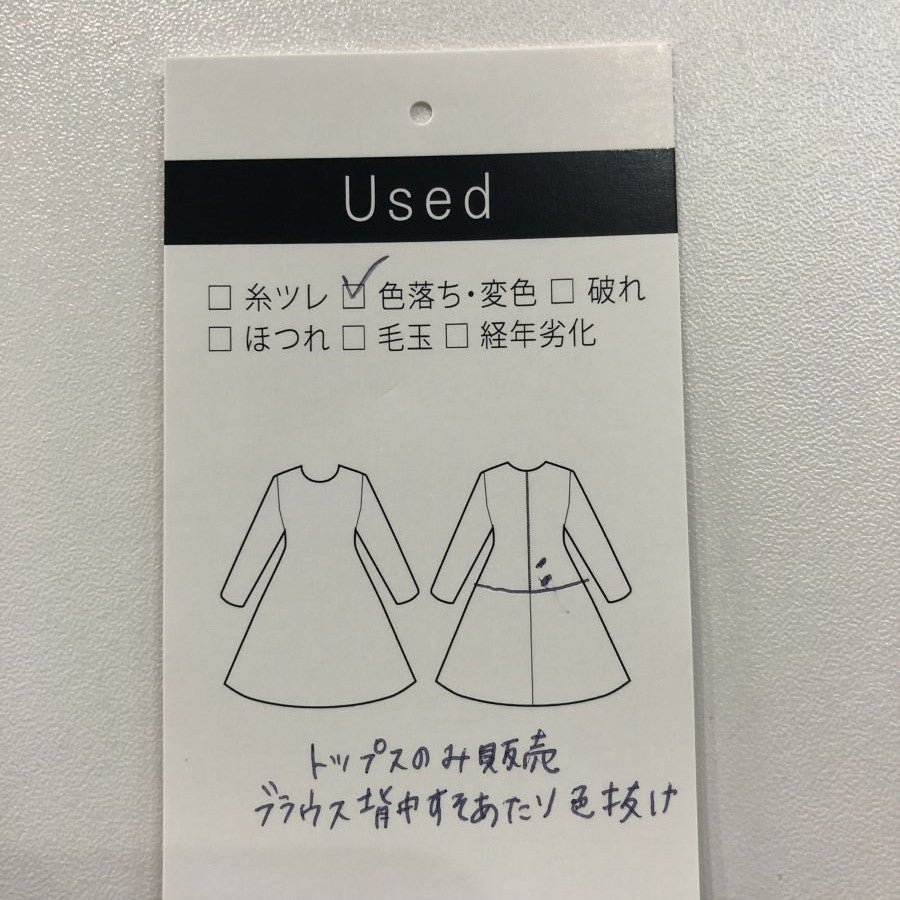 Used
□ 糸ツレ ☑ 色落ち・変色 □ 破れ
□ ほつれ □ 毛玉 □ 経年劣化
トップスのみ販売
ブラウス背中すそあたり色抜け